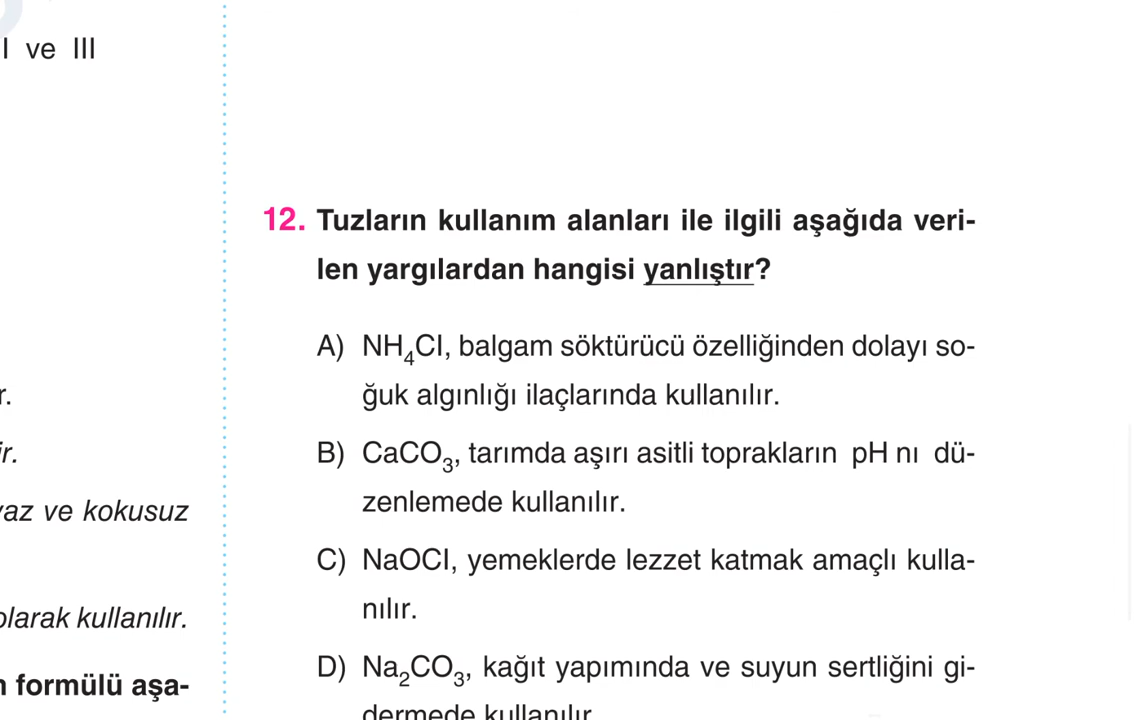 I ve III
12. Tuzların kullanım alanları ile ilgili aşağıda veri-
len yargılardan hangisi yanlıştır?
A) NH₄Cl, balgam söktürücü özelliğinden dolayı so-
ğuk algınlığı ilaçlarında kullanılır.
B) CaCO₃, tarımda aşırı asitli toprakların pH nı dü-
zenlemede kullanılır.
C) NaOCl, yemeklerde lezzet katmak amaçlı kulla-
nılır.
D) Na₂CO₃, kağıt yapımında ve suyun sertliğini gi-
dermede kullanılır
ve kokusuz
olarak kullanılır.
formülü aşa-